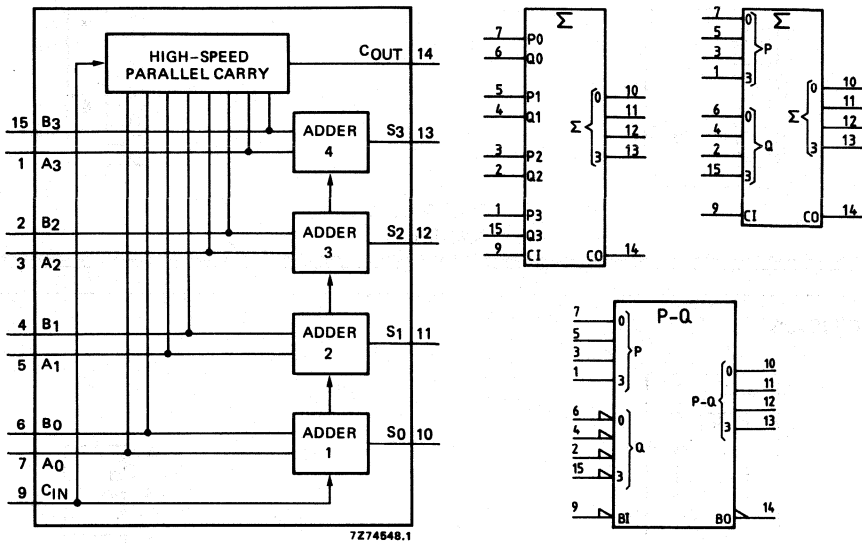 HIGH-SPEED
PARALLEL CARRY
COUT 14
15 B3
1 A3
ADDER
4
S3 13
2 B2
3 A2
ADDER
3
S2 12
4 B1
5 A1
ADDER
2
S1 11
6 B0
7 A0
ADDER
1
S0 10
9 CIN
7Z74548.1
Σ
7 P0
6 Q0
5 P1
4 Q1
3 P2
2 Q2
1 P3
15 Q3
9 CI
Σ
0 10
11
12
3 13
CO 14
Σ
7 0
5
3
1 3
P
6 0
4
2
15 3
Q
9 CI
Σ
0 10
11
12
3 13
CO 14
P-Q
7 0
5
3
1 3
P
6 0
4
2
15 3
Q
9 BI
P-Q
0 10
11
12
3 13
BO 14